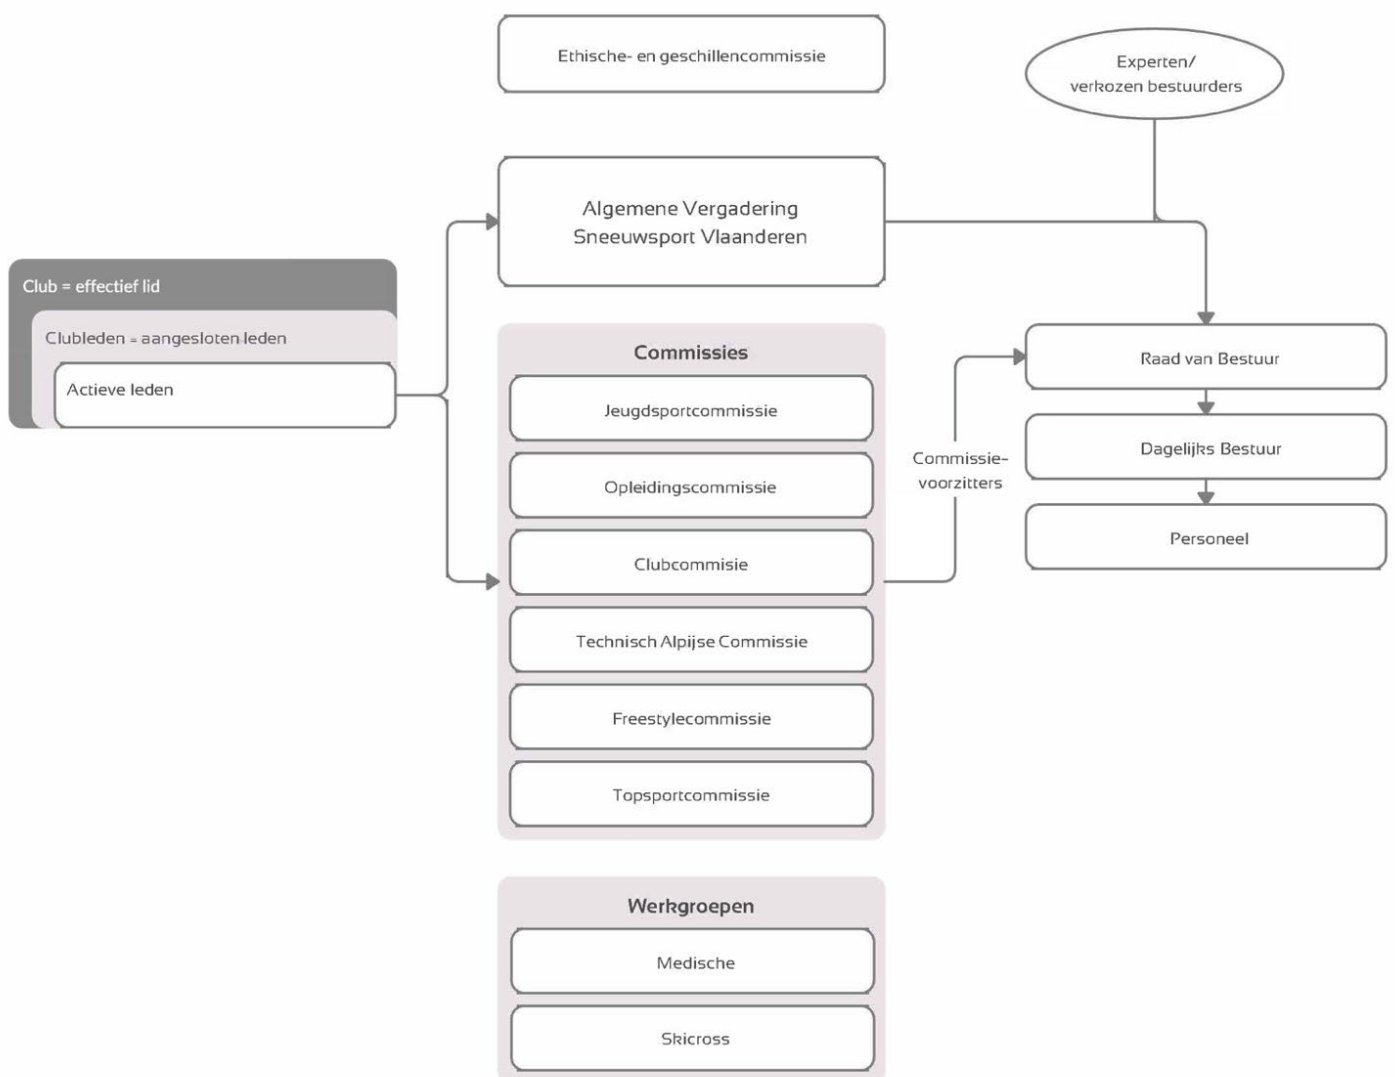 Ethische- en geschillencommissie
Experten/
verkozen bestuurders
Algemene Vergadering
Sneeuwsport Vlaanderen
Club = effectief lid
Clubleden = aangesloten leden
Actieve leden
Commissies
Jeugdsportcommissie
Opleidingscommissie
Clubcommisie
Technisch Alpijse Commissie
Freestylecommissie
Topsportcommissie
Commissie-
voorzitters
Raad van Bestuur
Dagelijks Bestuur
Personeel
Werkgroepen
Medische
Skicross